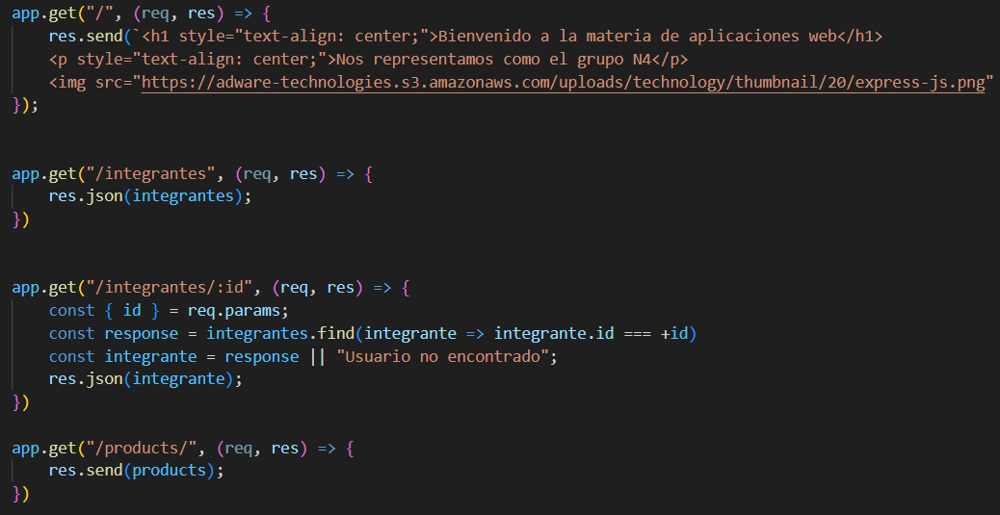 app.get("/", (req, res) => {
res.send(`<h1 style="text-align: center;">Bienvenido a la materia de aplicaciones web</h1>
<p style="text-align: center;">Nos representamos como el grupo N4</p>
<img src="https://adware-technologies.s3.amazonaws.com/uploads/technology/thumbnail/20/express-js.png"
});
app.get("/integrantes", (req, res) => {
res.json(integrantes);
})
app.get("/integrantes/:id", (req, res) => {
const { id } = req.params;
const response = integrantes.find(integrante => integrante.id === +id)
const integrante = response || "Usuario no encontrado";
res.json(integrante);
})
app.get("/products/", (req, res) => {
res.send(products);
})